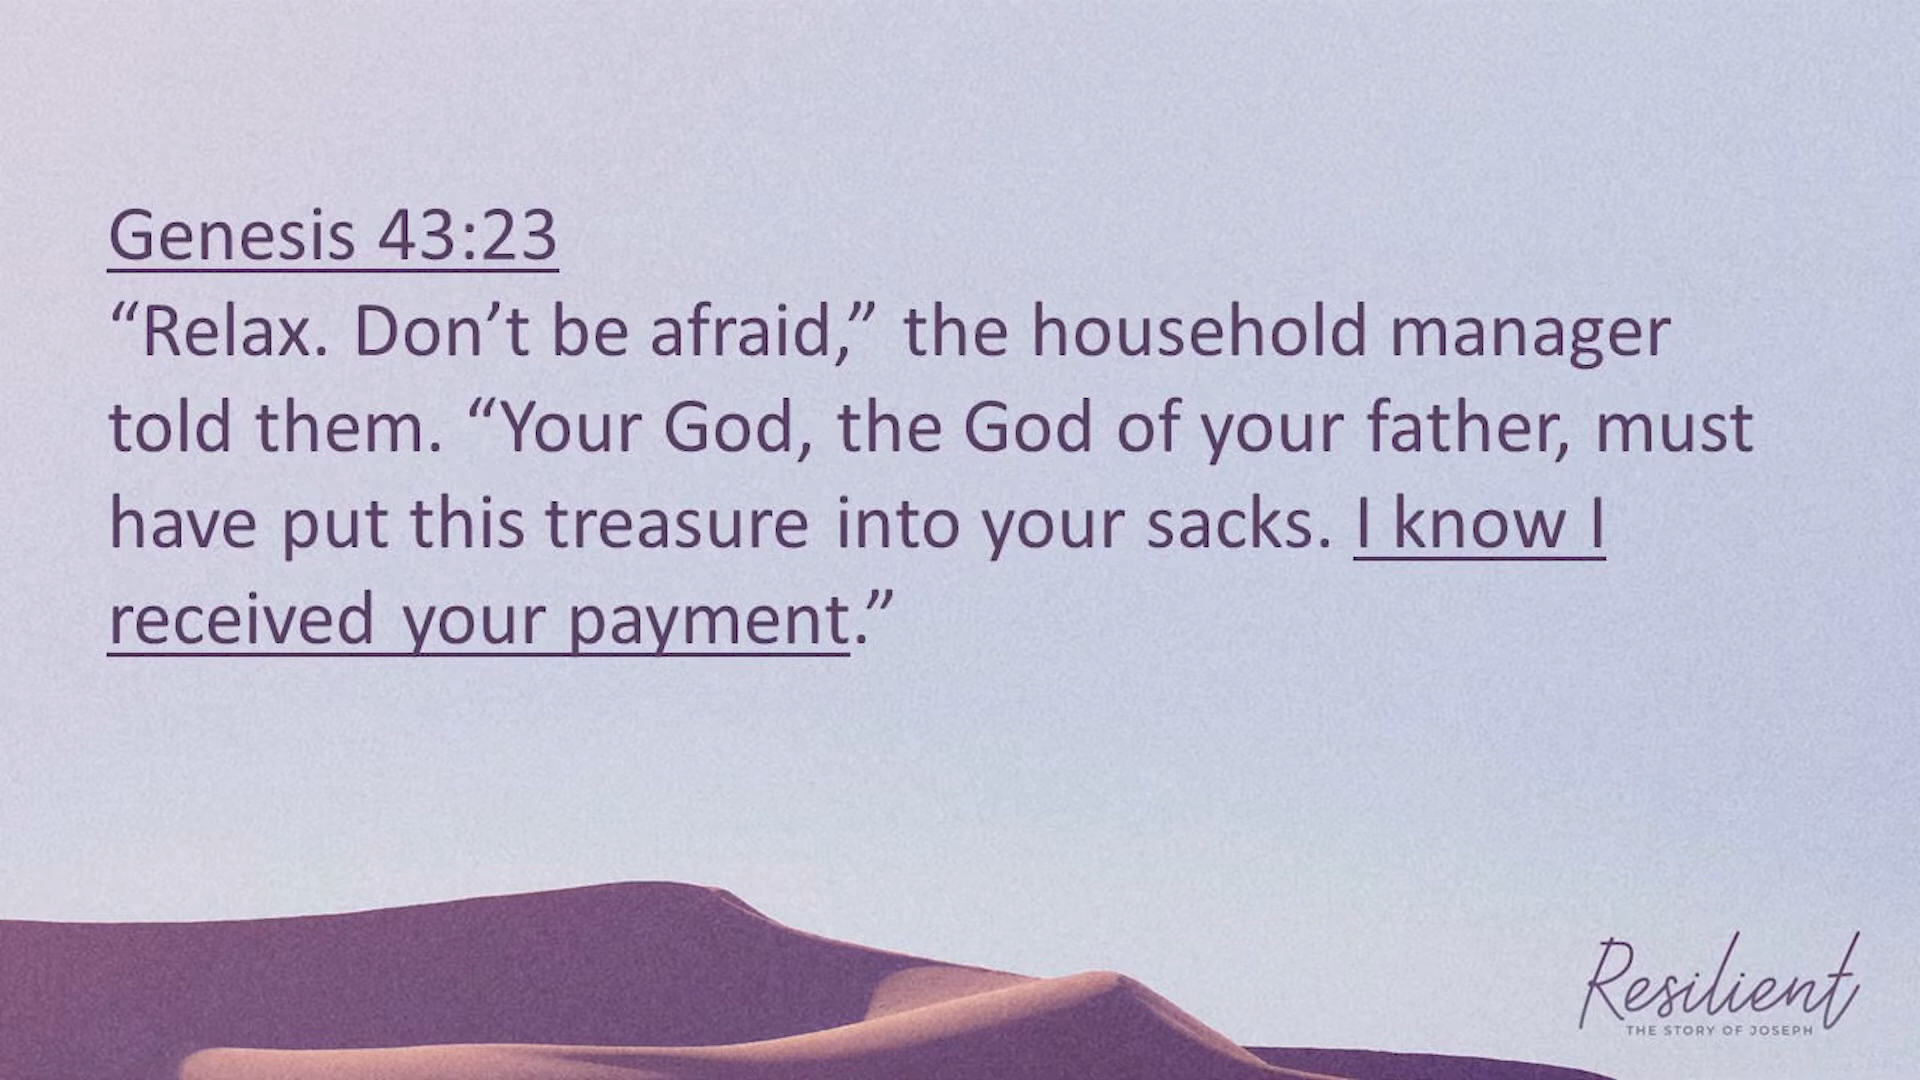 Genesis 43:23
“Relax. Don’t be afraid,” the household manager
told them. “Your God, the God of your father, must
have put this treasure into your sacks. I know I
received your payment.”
Resilient
THE STORY OF JOSEPH